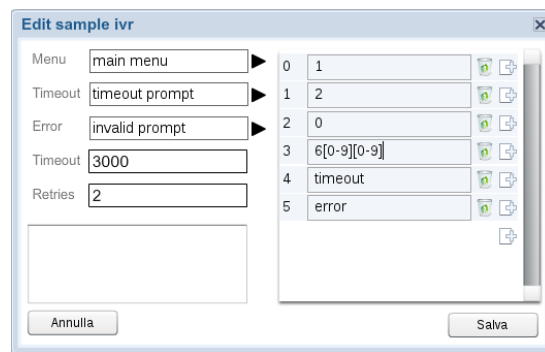 Edit sample ivr
Menu main menu
Timeout timeout prompt
Error invalid prompt
Timeout 3000
Retries 2
0 1
1 2
2 0
3 6[0-9][0-9]
4 timeout
5 error
Annulla
Salva